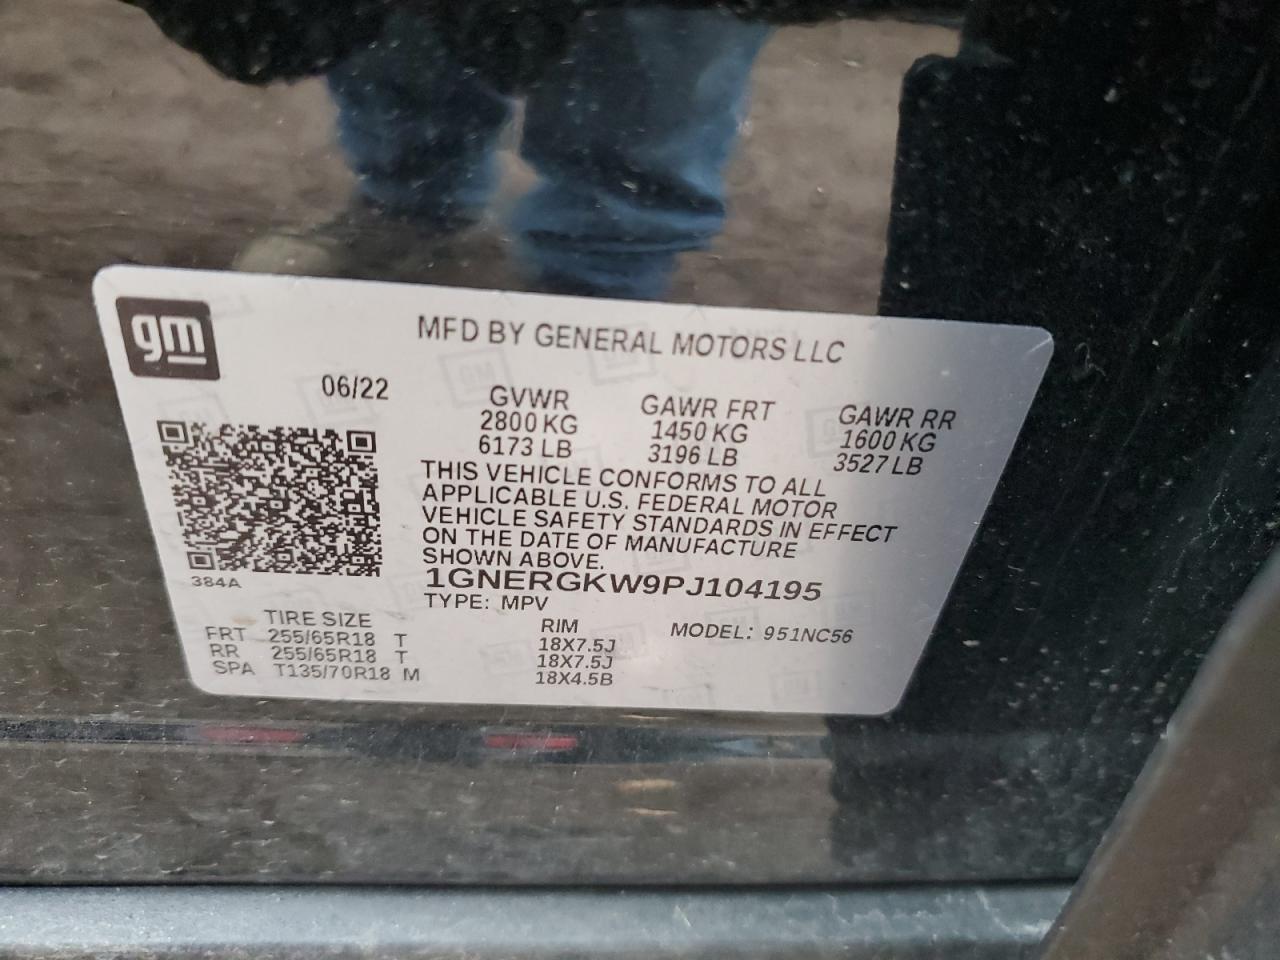 gm
MFD BY GENERAL MOTORS LLC
06/22
GVWR GAWR FRT GAWR RR
2800 KG 1450 KG 1600 KG
6173 LB 3196 LB 3527 LB
THIS VEHICLE CONFORMS TO ALL
APPLICABLE U.S. FEDERAL MOTOR
VEHICLE SAFETY STANDARDS IN EFFECT
ON THE DATE OF MANUFACTURE
SHOWN ABOVE.
384A
1GNERGKW9PJ104195
TYPE: MPV
MODEL: 951NC56
TIRE SIZE RIM
FRT 255/65R18 T 18X7.5J
RR 255/65R18 T 18X7.5J
SPA T135/70R18 M 18X4.5B